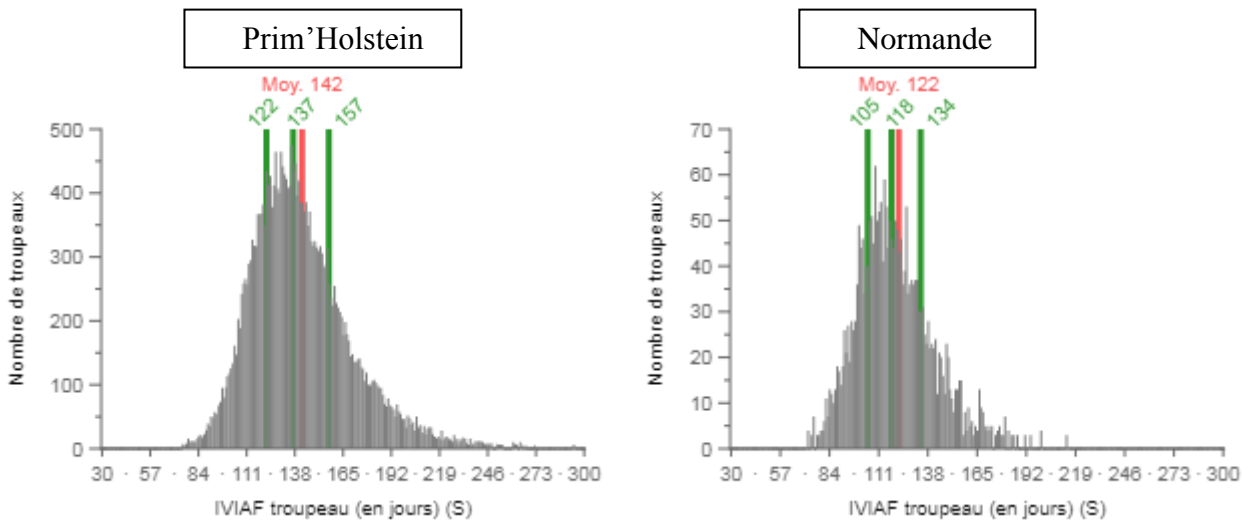 Prim’Holstein
Moy. 142
122 137 157
500
400
300
200
100
0
Nombre de troupeaux
30 · 57 · 84 · 111 · 138 · 165 · 192 · 219 · 246 · 273 · 300
IVIAF troupeau (en jours) (S)
Normande
Moy. 122
105 118 134
70
60
50
40
30
20
10
0
Nombre de troupeaux
30 · 57 · 84 · 111 · 138 · 165 · 192 · 219 · 246 · 273 · 300
IVIAF troupeau (en jours) (S)